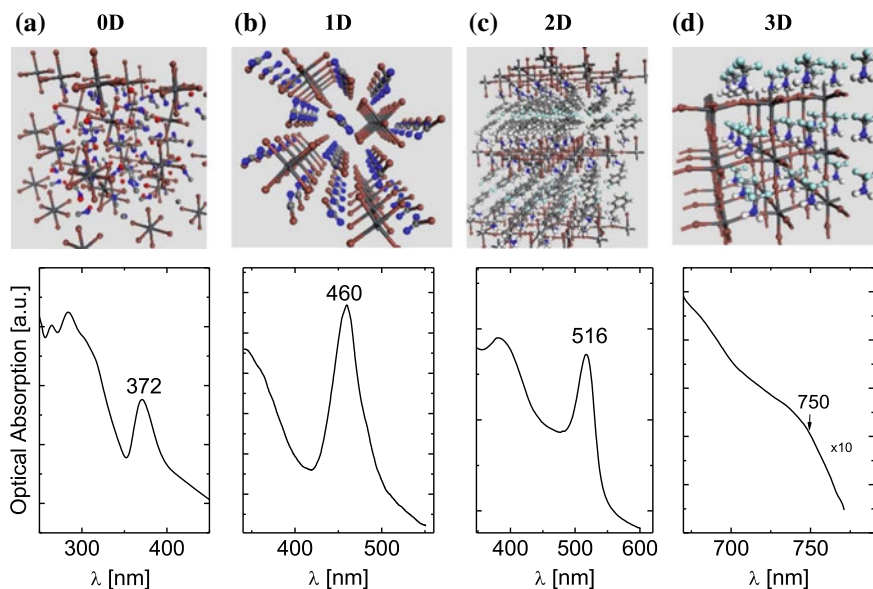 (a) 0D (b) 1D (c) 2D (d) 3D
Optical Absorption [a.u.]
372
460
516
750
x10
300 400
400 500
400 500 600
700 750
λ [nm] λ [nm] λ [nm] λ [nm]